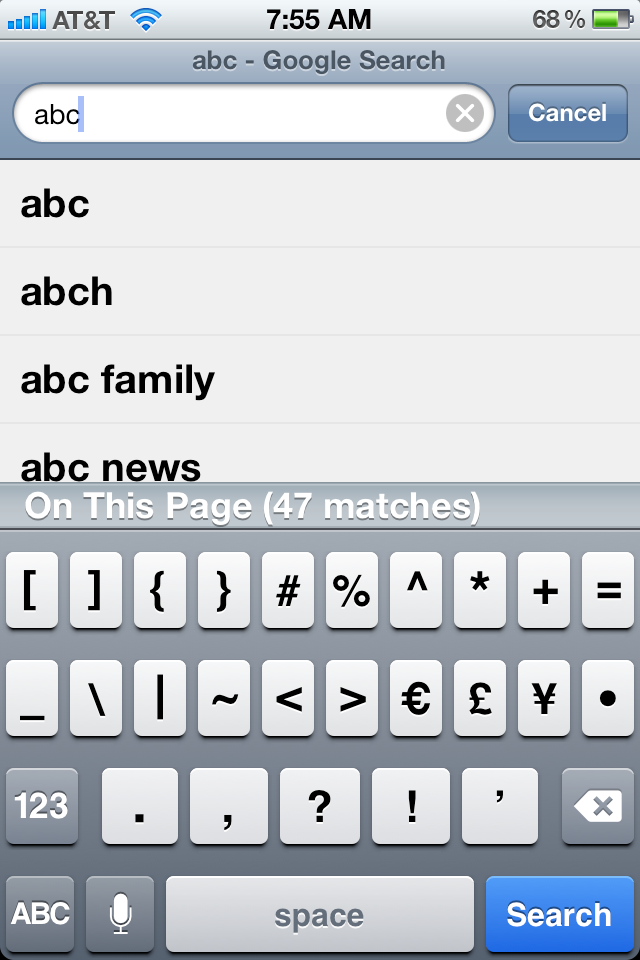 AT&T 7:55 AM 68 %
abc - Google Search
abc Cancel
abc
abch
abc family
abc news
On This Page (47 matches)
[ ] { } # % ^ * + =
_ \ | ~ < > € £ ¥ •
123 . , ? ! ’
ABC space Search